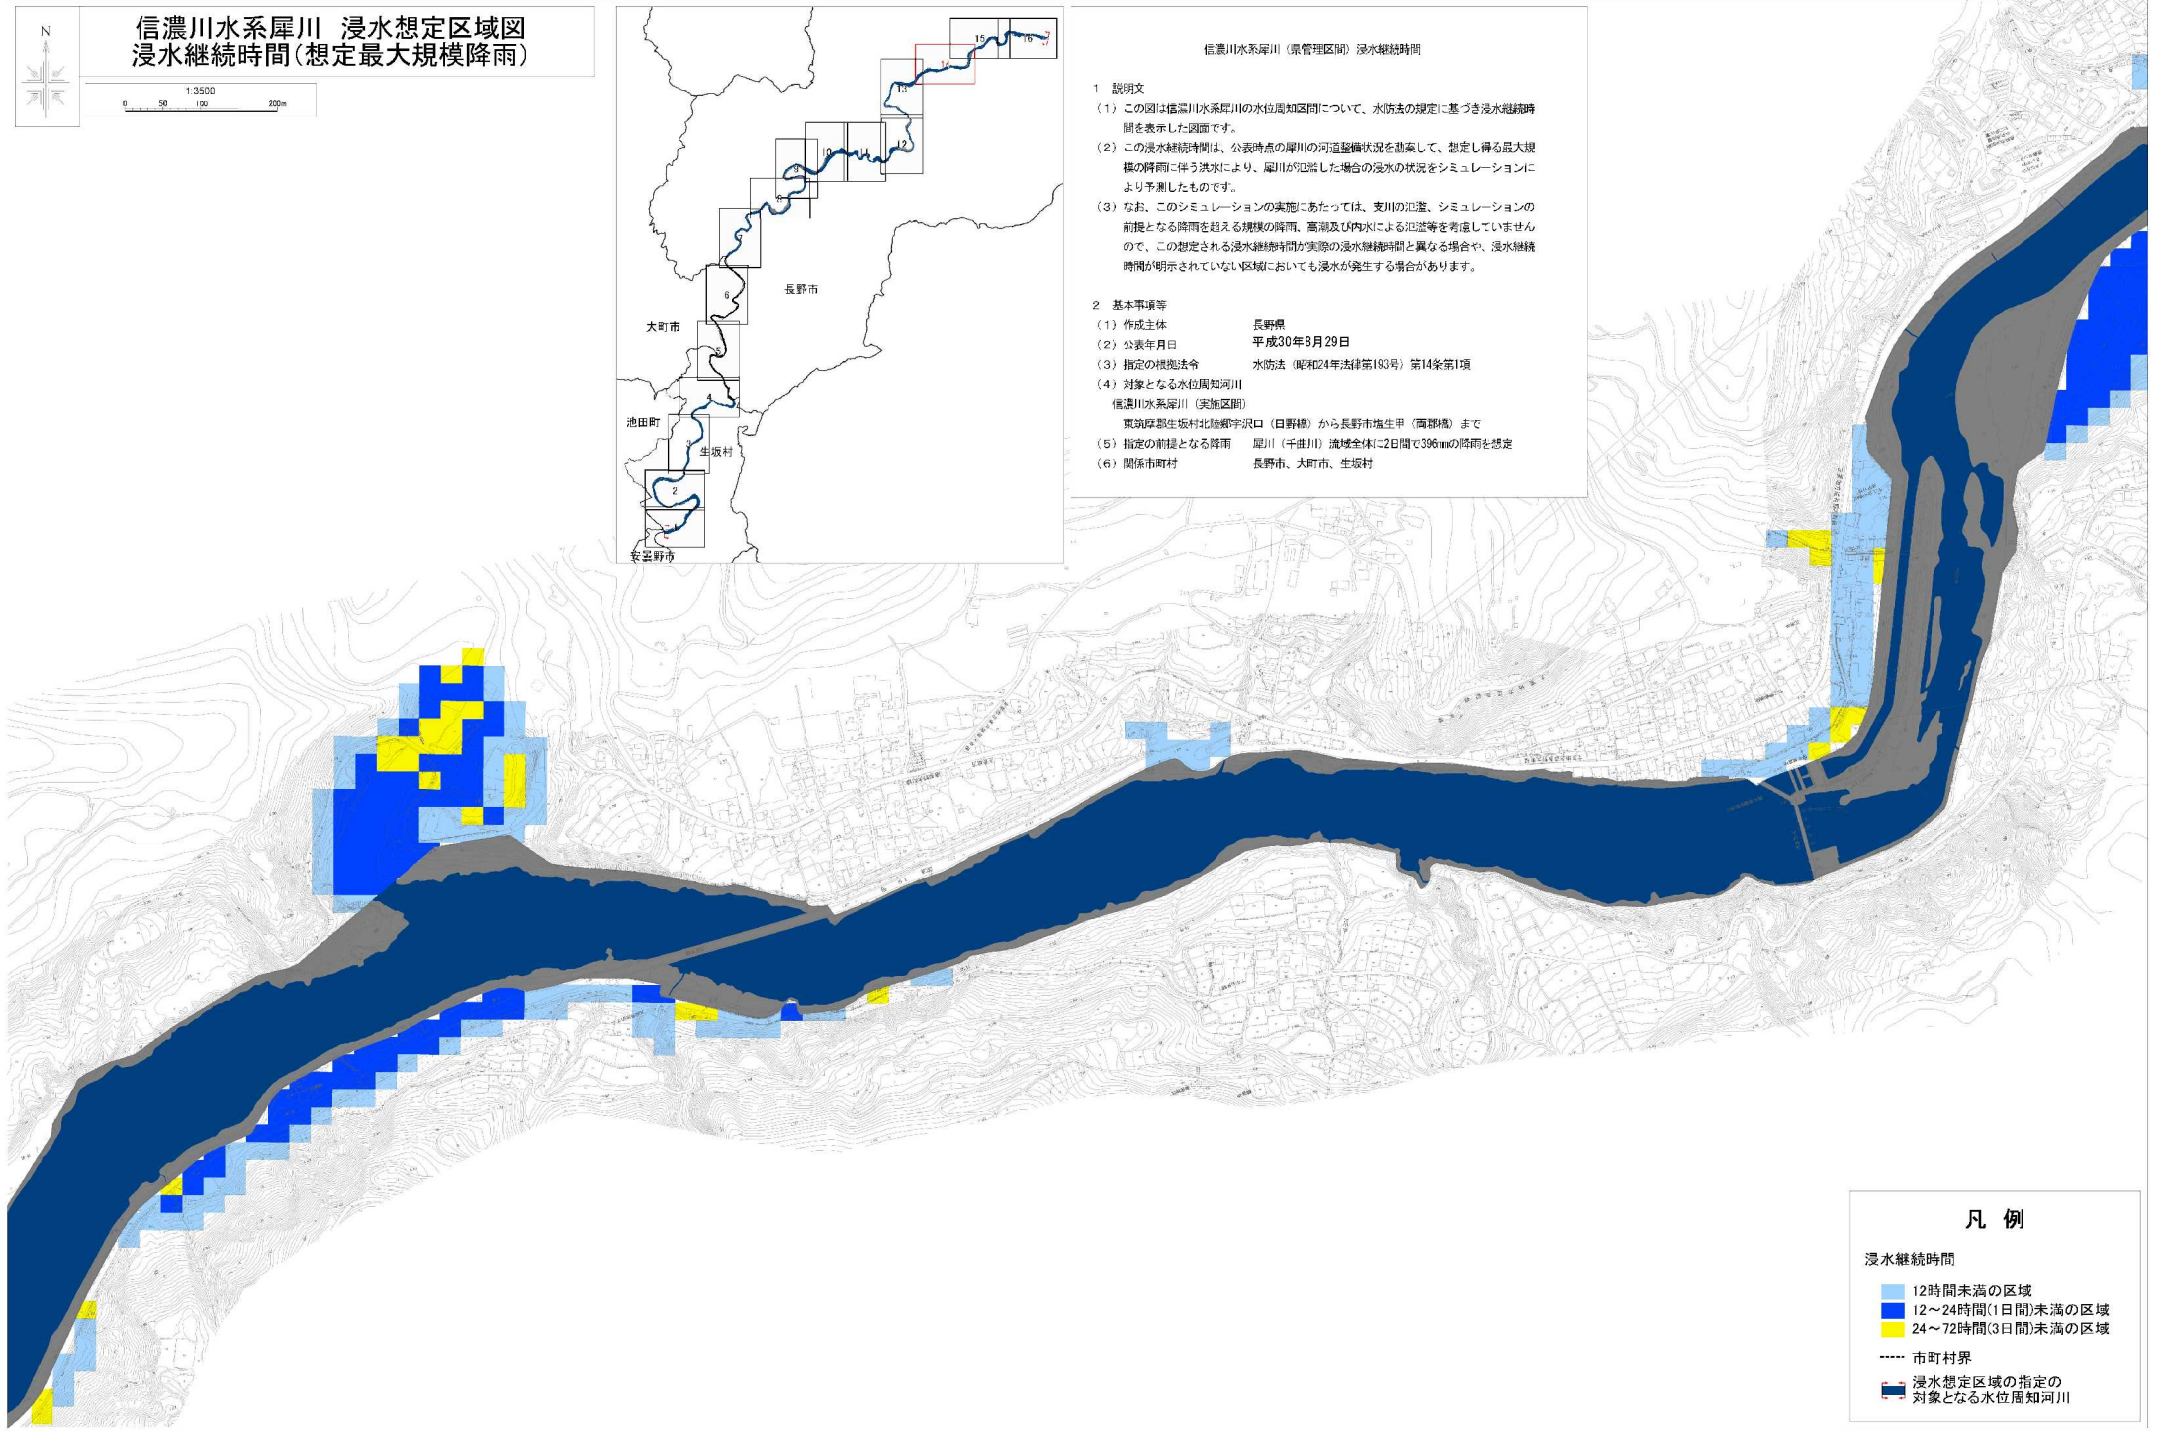 信濃川水系犀川 浸水想定区域図
浸水継続時間(想定最大規模降雨)
N
1:3500
0 50 100 200m
15
16
14
13
12
11
10
9
8
7
6
5
4
3
2
1
長野市
大町市
池田町
生坂村
安曇野市
信濃川水系犀川（県管理区間）浸水継続時間
1 説明文
（1）この図は信濃川水系犀川の水位周知区間について、水防法の規定に基づき浸水継続時
間を表示した図面です。
（2）この浸水継続時間は、公表時点の犀川の河道整備状況を勘案して、想定し得る最大規
模の降雨に伴う洪水により、犀川が氾濫した場合の浸水の状況をシミュレーションに
より予測したものです。
（3）なお、このシミュレーションの実施にあたっては、支川の氾濫、シミュレーションの
前提となる降雨を超える規模の降雨、高潮及び内水による氾濫等を考慮していません
ので、この想定される浸水継続時間が実際の浸水継続時間と異なる場合や、浸水継続
時間が明示されていない区域においても浸水が発生する場合があります。
2 基本事項等
（1）作成主体 長野県
（2）公表年月日 平成30年8月29日
（3）指定の根拠法令 水防法（昭和24年法律第193号）第14条第1項
（4）対象となる水位周知河川
信濃川水系犀川（実施区間）
東筑摩郡生坂村北陸郷字沢口（日野橋）から長野市塩生甲（両郡橋）まで
（5）指定の前提となる降雨 犀川（千曲川）流域全体に2日間で396mmの降雨を想定
（6）関係市町村 長野市、大町市、生坂村
凡 例
浸水継続時間
12時間未満の区域
12～24時間(1日間)未満の区域
24～72時間(3日間)未満の区域
市町村界
浸水想定区域の指定の
対象となる水位周知河川